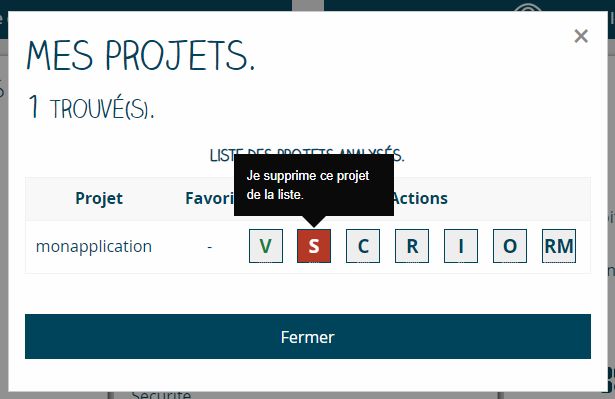 MES PROJETS.
1 TROUVÉ(S).
LISTE DES PROJETS ANALYSÉS.
Je supprime ce projet
de la liste.
Projet Favori Actions
monapplication - V S C R I O RM
Fermer
Sécurité